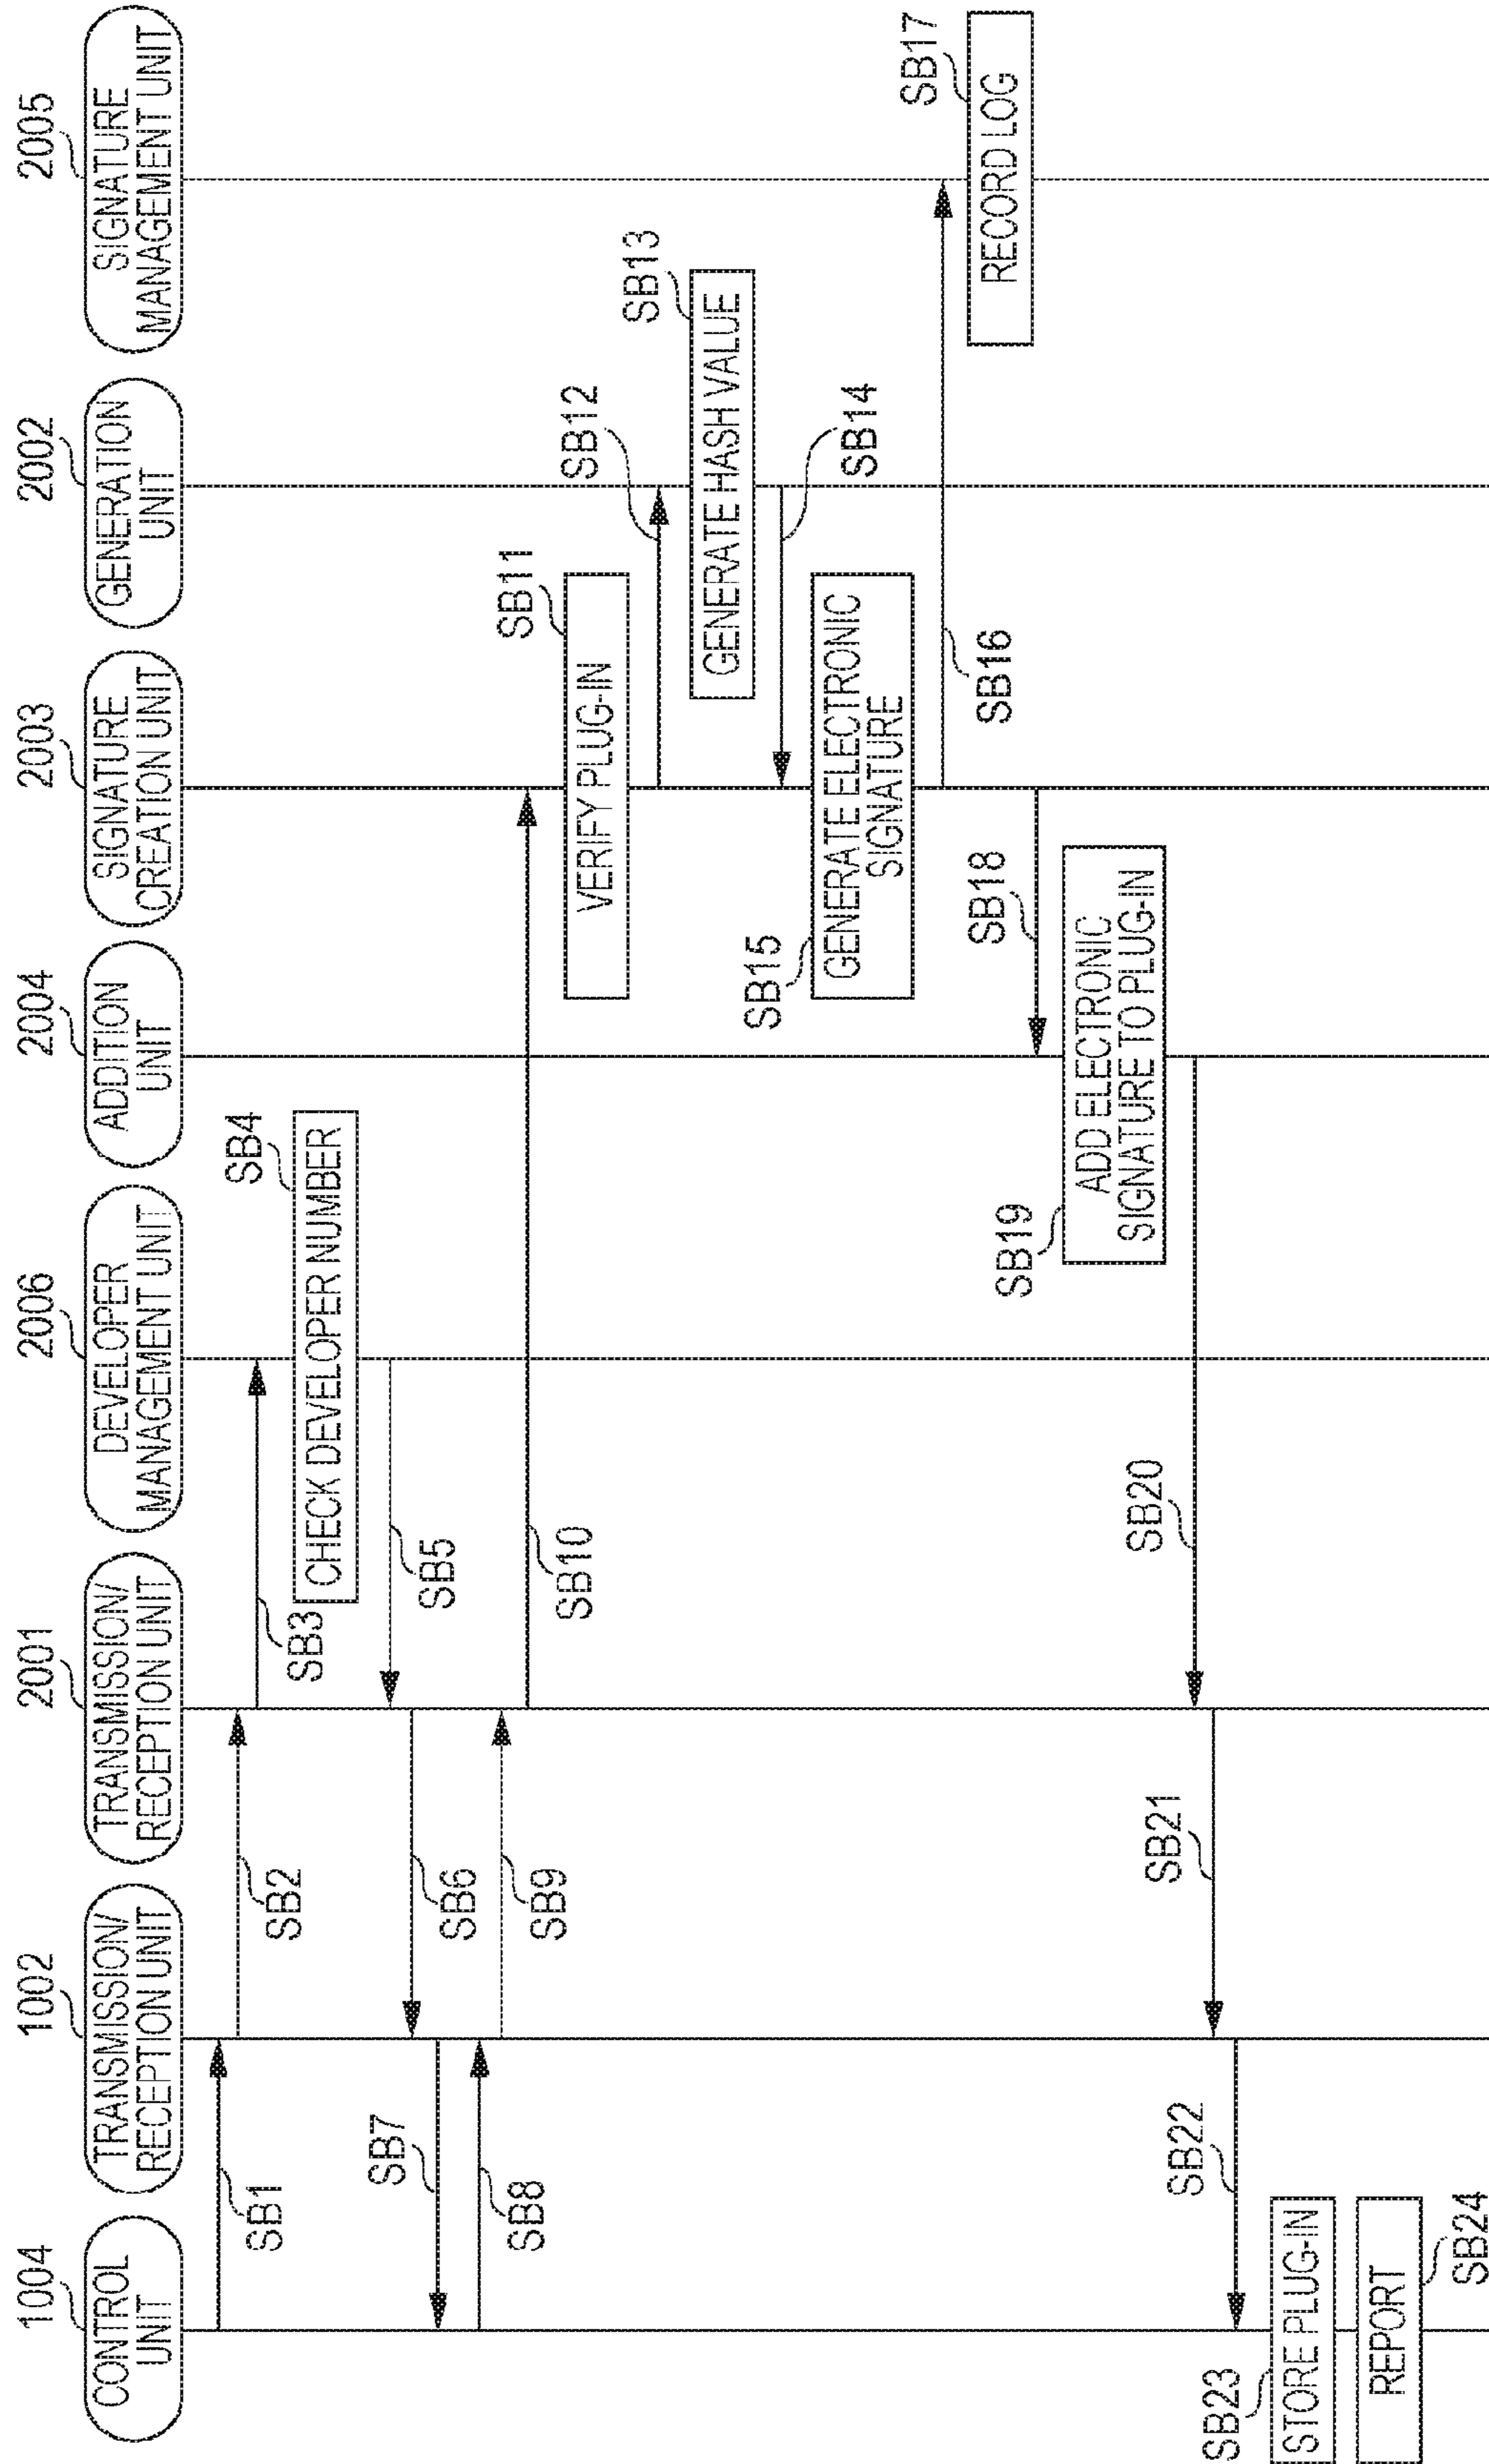 1004
CONTROL
UNIT
1002
TRANSMISSION/
RECEPTION UNIT
2001
TRANSMISSION/
RECEPTION UNIT
2006
DEVELOPER
MANAGEMENT UNIT
2004
ADDITION
UNIT
2003
SIGNATURE
CREATION UNIT
2002
GENERATION
UNIT
2005
SIGNATURE
MANAGEMENT UNIT
SB1
SB2
SB3
SB4
CHECK DEVELOPER NUMBER
SB5
SB6
SB7
SB8
SB9
SB10
SB11
VERIFY PLUG-IN
SB12
SB13
GENERATE HASH VALUE
SB14
SB15
GENERATE ELECTRONIC
SIGNATURE
SB16
SB17
RECORD LOG
SB18
SB19
ADD ELECTRONIC
SIGNATURE TO PLUG-IN
SB20
SB21
SB22
SB23
STORE PLUG-IN
REPORT
SB24